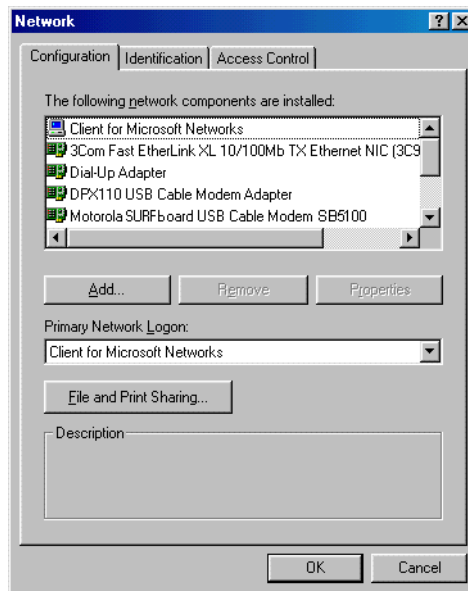 Network
Configuration Identification Access Control
The following network components are installed:
Client for Microsoft Networks
3Com Fast EtherLink XL 10/100Mb TX Ethernet NIC (3C9
Dial-Up Adapter
DPX110 USB Cable Modem Adapter
Motorola SURFboard USB Cable Modem SB5100
Add... Remove Properties
Primary Network Logon:
Client for Microsoft Networks
File and Print Sharing...
Description
OK Cancel